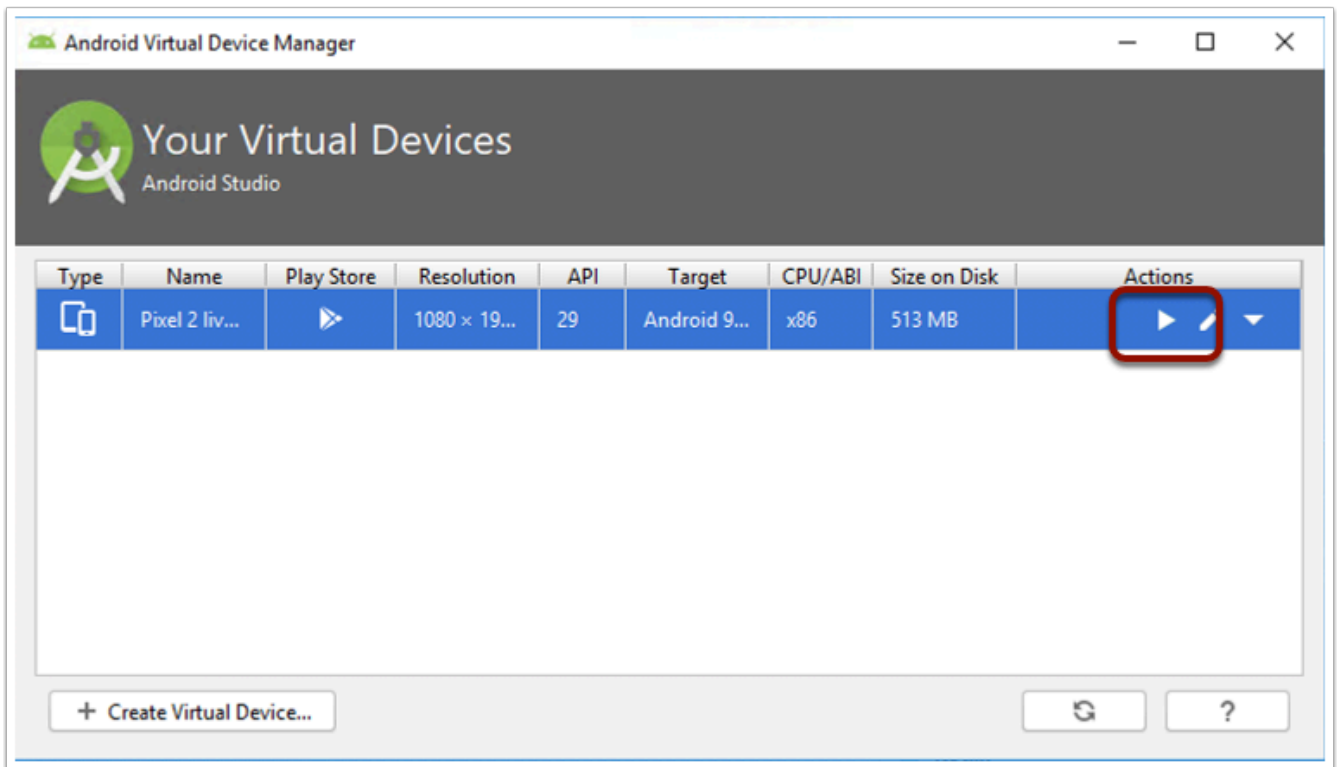 Android Virtual Device Manager
Your Virtual Devices
Android Studio
Type Name Play Store Resolution API Target CPU/ABI Size on Disk Actions
Pixel 2 liv... 1080 × 19... 29 Android 9... x86 513 MB
+ Create Virtual Device... ?